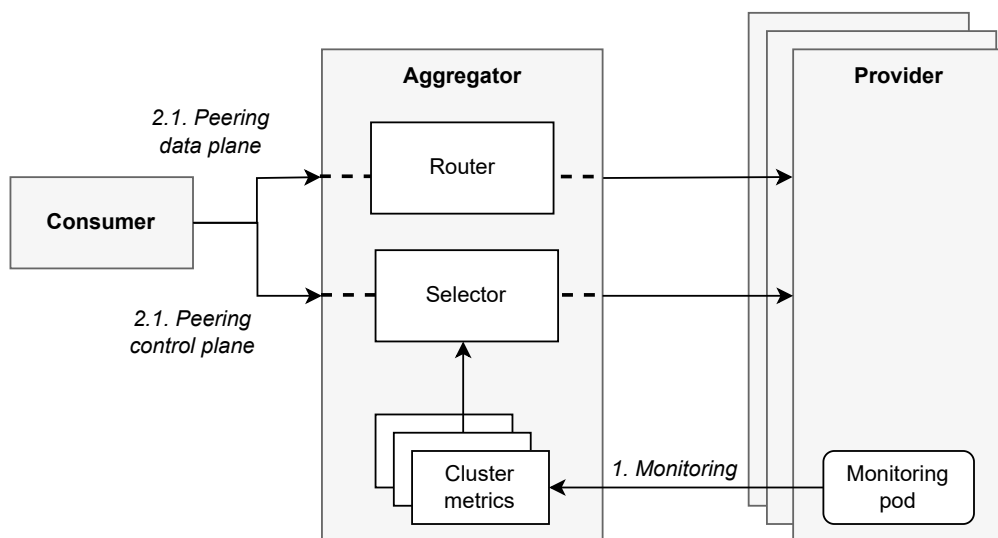 Aggregator
Provider
2.1. Peering
data plane
Router
Consumer
Selector
2.1. Peering
control plane
1. Monitoring
Cluster
metrics
Monitoring
pod